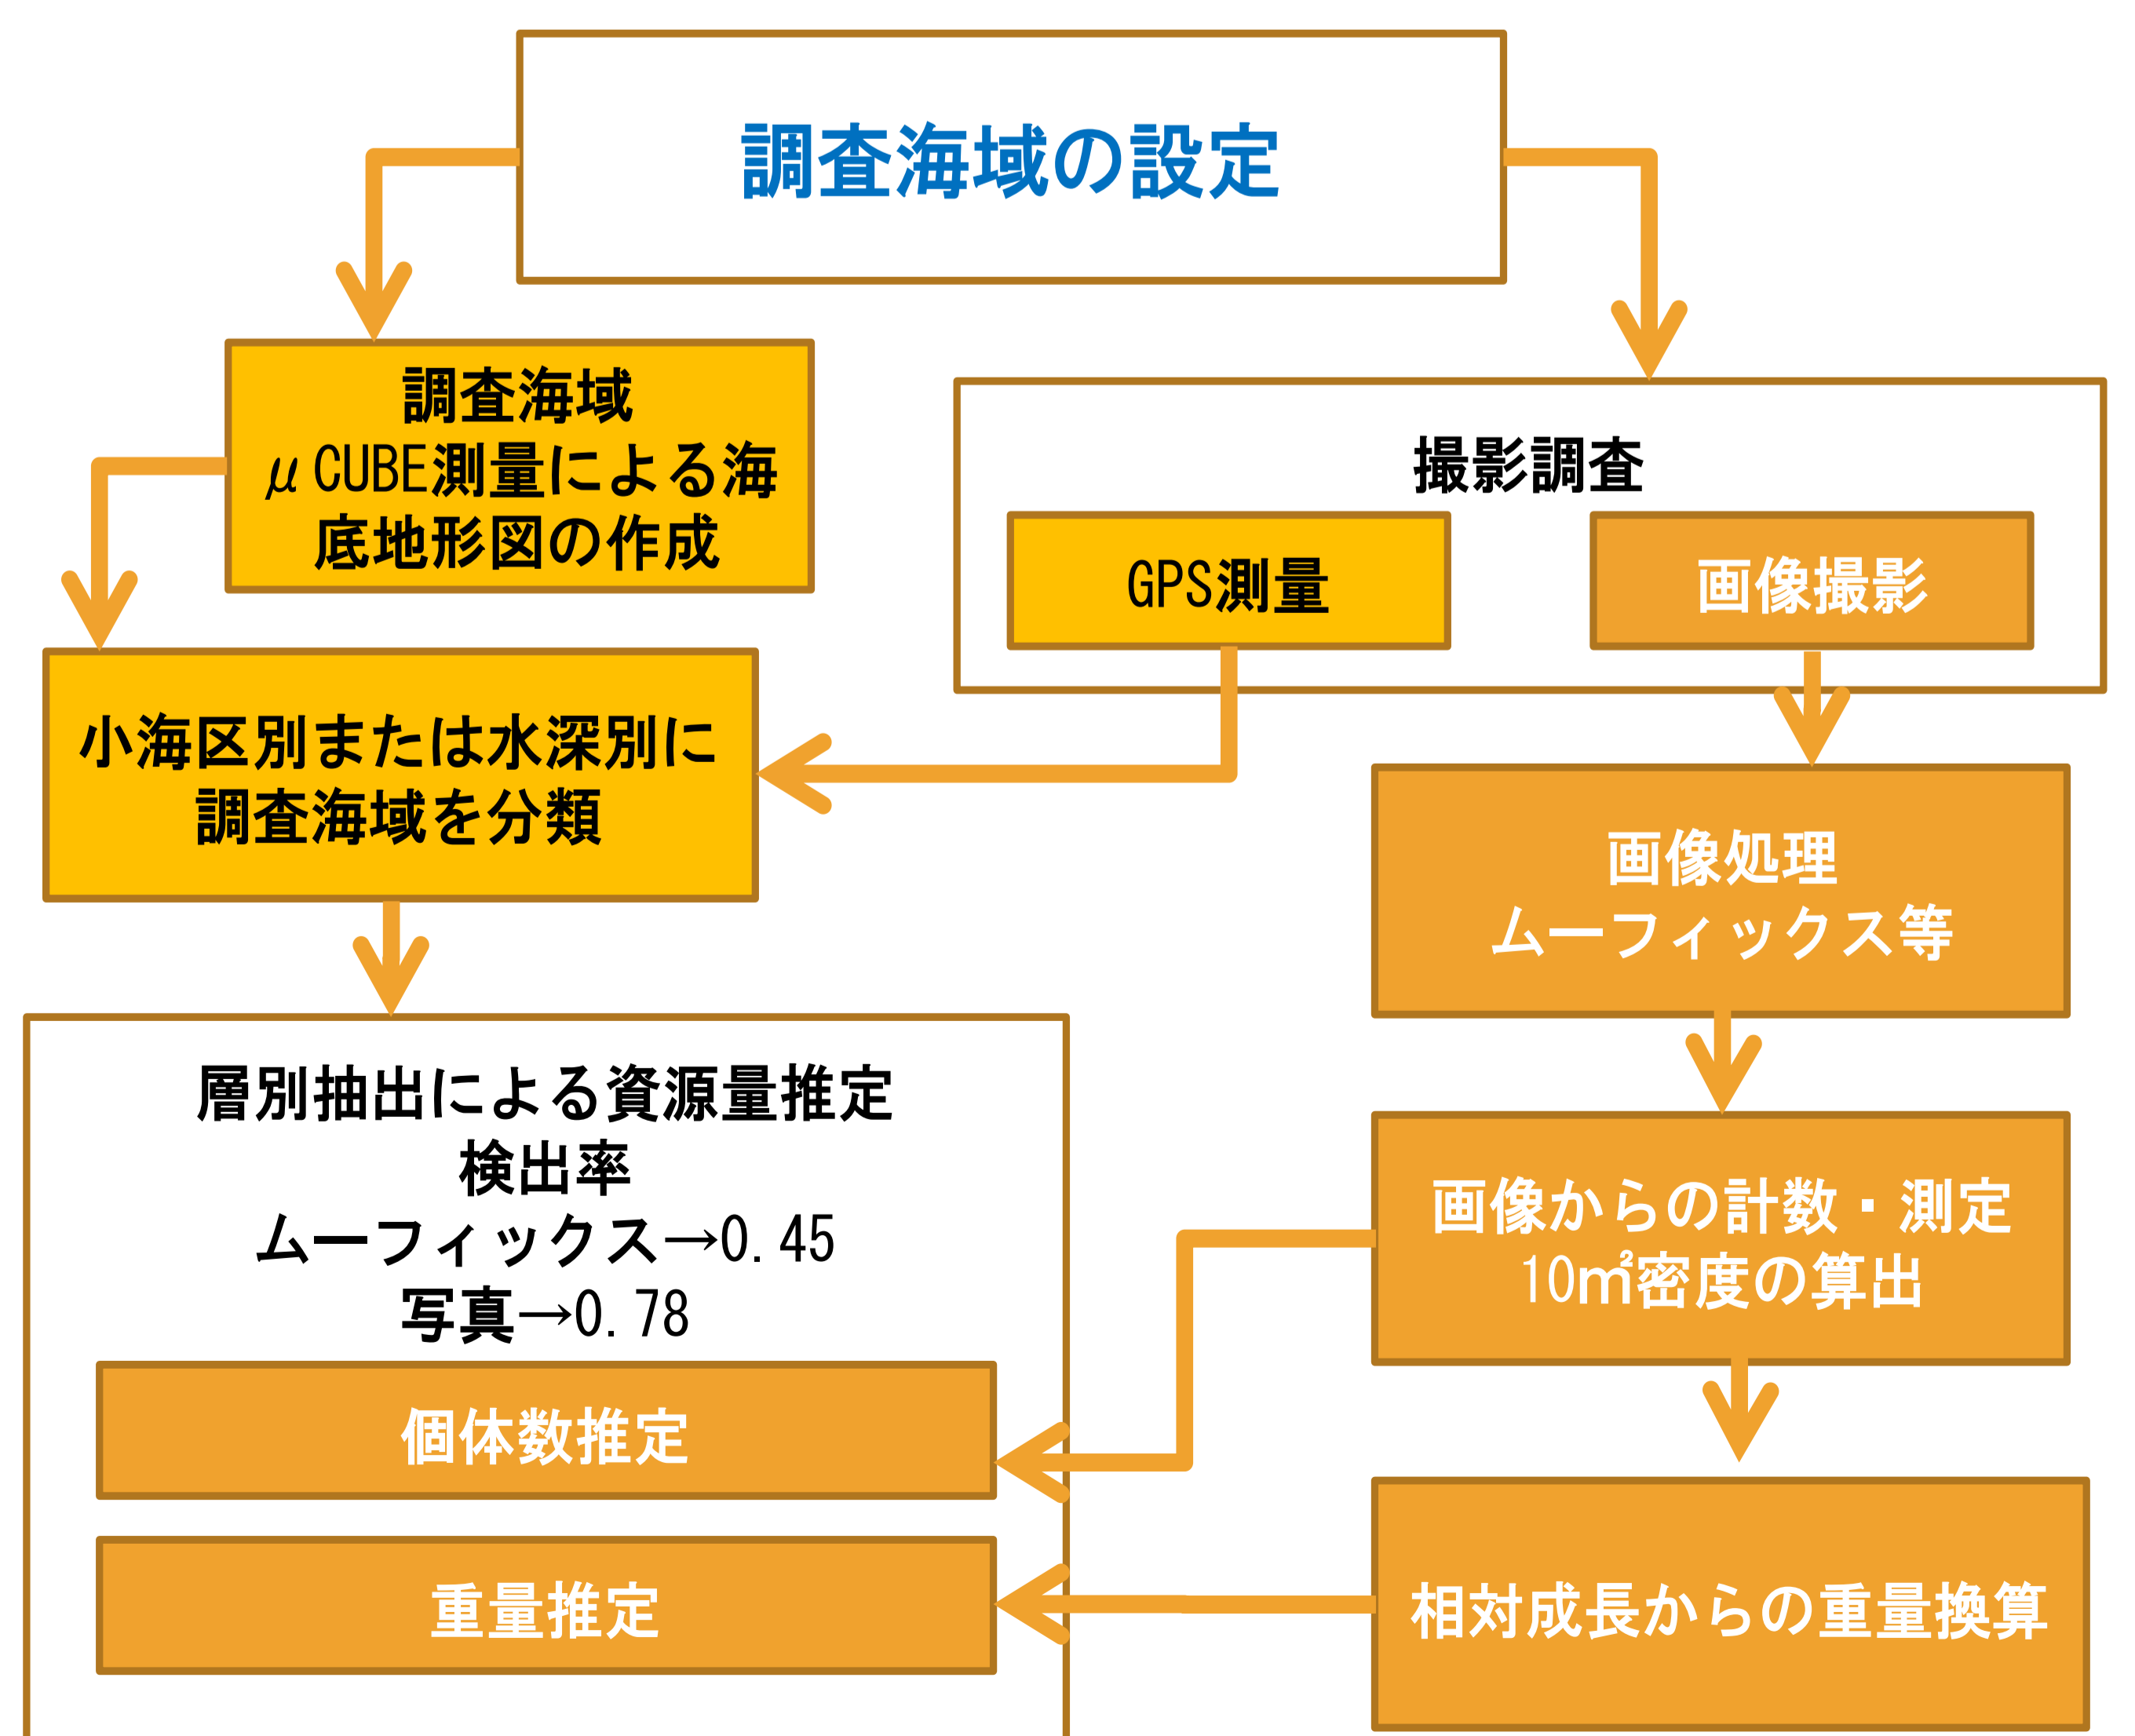 調査海域の設定
調査海域
μCUBE測量による海
底地形図の作成
撮影調査
GPS測量
画像撮影
小海区別または水深別に
調査海域を分類
画像処理
ムーフィックス等
層別抽出による資源量推定
検出率
ムーフィックス→0.45
写真→0.78
画像からの計数・測定
10㎡密度の算出
個体数推定
重量推定
相対成長からの重量換算